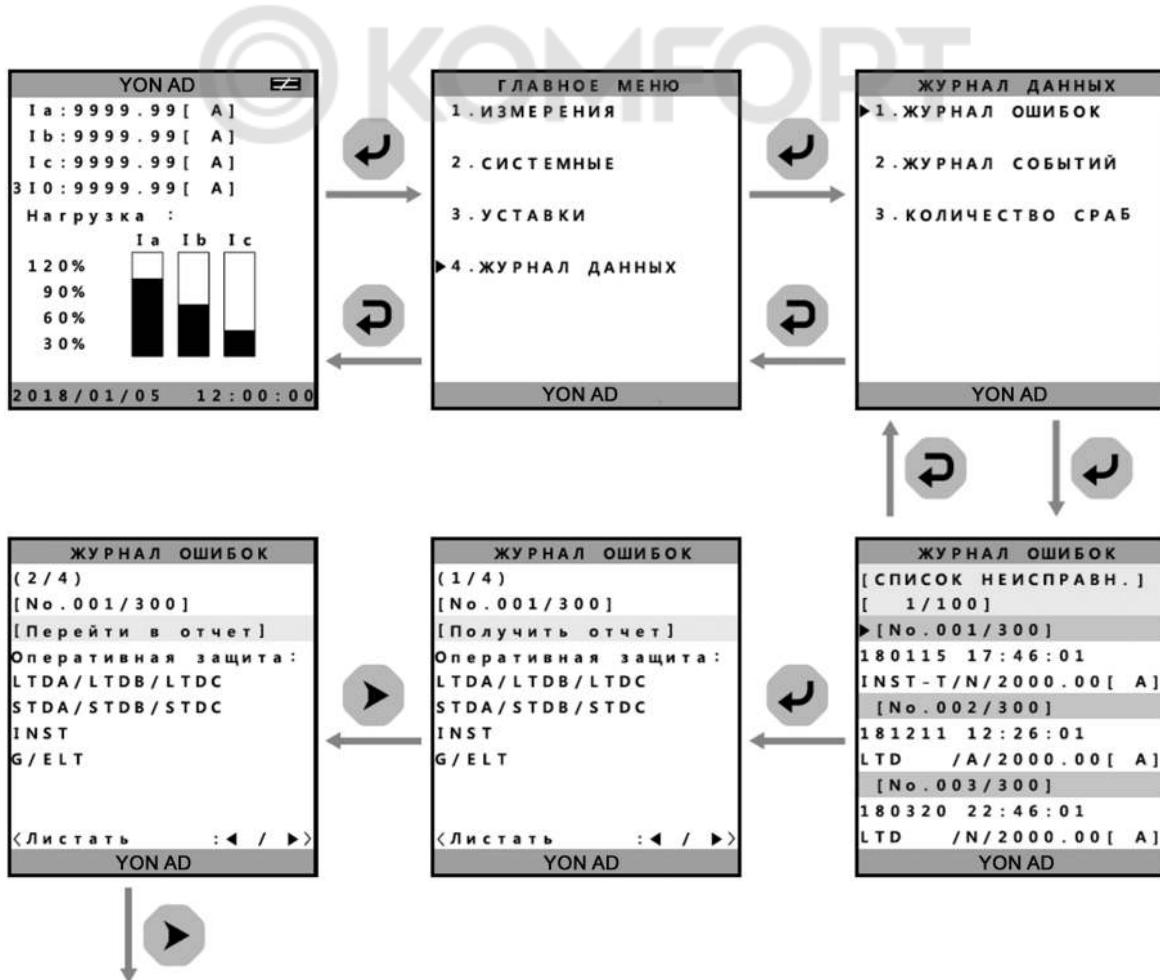 KOMFORT
YON AD
Ia:9999.99[ A]
Ib:9999.99[ A]
Ic:9999.99[ A]
3I0:9999.99[ A]
Нагрузка :
Ia Ib Ic
120%
90%
60%
30%
2018/01/05 12:00:00
ГЛАВНОЕ МЕНЮ
1.ИЗМЕРЕНИЯ
2.СИСТЕМНЫЕ
3.УСТАВКИ
▶4.ЖУРНАЛ ДАННЫХ
YON AD
ЖУРНАЛ ДАННЫХ
▶1.ЖУРНАЛ ОШИБОК
2.ЖУРНАЛ СОБЫТИЙ
3.КОЛИЧЕСТВО СРАБ
YON AD
ЖУРНАЛ ОШИБОК
(2/4)
[No.001/300]
[Перейти в отчет]
Оперативная защита:
LTDA/LTDB/LTDC
STDA/STDB/STDC
INST
G/ELT
<Листать :◀ / ▶>
YON AD
ЖУРНАЛ ОШИБОК
(1/4)
[No.001/300]
[Получить отчет]
Оперативная защита:
LTDA/LTDB/LTDC
STDA/STDB/STDC
INST
G/ELT
<Листать :◀ / ▶>
YON AD
ЖУРНАЛ ОШИБОК
[СПИСОК НЕИСПРАВН.]
[ 1/100]
▶[No.001/300]
180115 17:46:01
INST-T/N/2000.00[ A]
[No.002/300]
181211 12:26:01
LTD /A/2000.00[ A]
[No.003/300]
180320 22:46:01
LTD /N/2000.00[ A]
YON AD